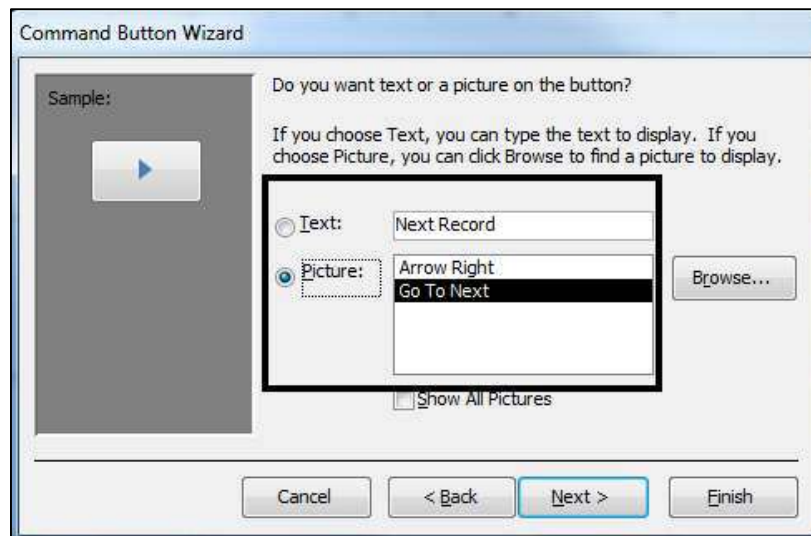 Command Button Wizard
Sample:
Do you want text or a picture on the button?
If you choose Text, you can type the text to display. If you
choose Picture, you can click Browse to find a picture to display.
Text:
Next Record
Picture:
Arrow Right
Go To Next
Browse...
Show All Pictures
Cancel
< Back
Next >
Finish